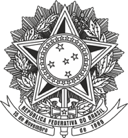 REPÚBLICA FEDERATIVA DO BRASIL
15 de Novembro de 1889